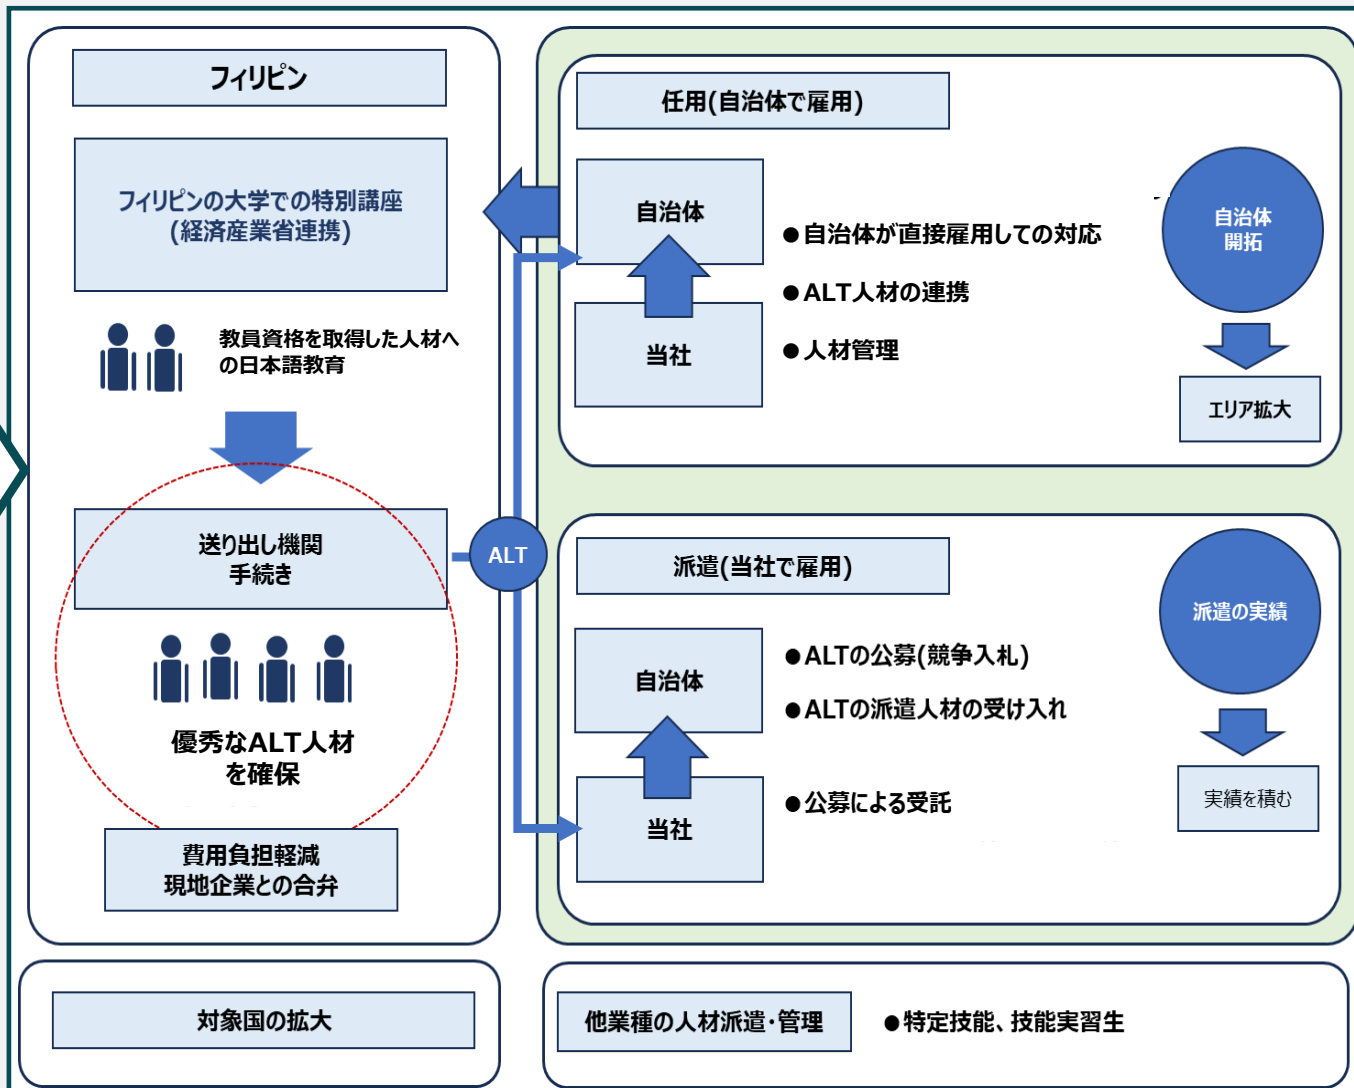 フィリピン
フィリピンの大学での特別講座
(経済産業省連携)
教員資格を取得した人材へ
の日本語教育
送り出し機関
手続き
優秀なALT人材
を確保
費用負担軽減
現地企業との合弁
ALT
任用(自治体で雇用)
自治体
当社
●自治体が直接雇用しての対応
●ALT人材の連携
●人材管理
自治体
開拓
エリア拡大
派遣(当社で雇用)
自治体
当社
●ALTの公募(競争入札)
●ALTの派遣人材の受け入れ
●公募による受託
派遣の実績
実績を積む
対象国の拡大
他業種の人材派遣・管理
●特定技能、技能実習生